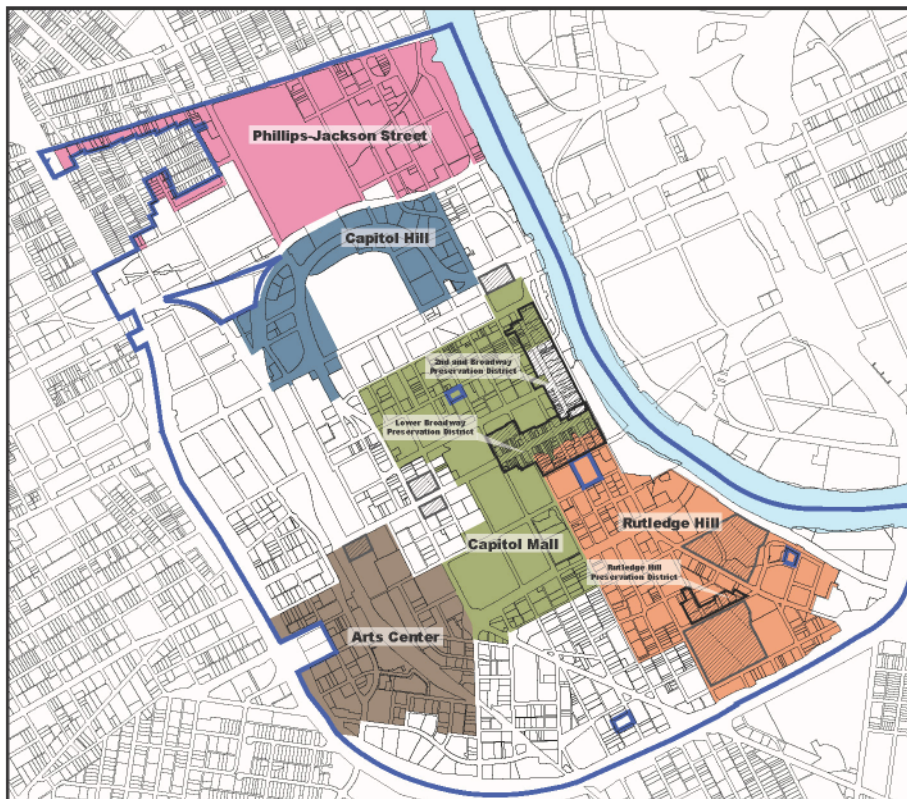 Phillips-Jackson Street
Capitol Hill
2nd and Broadway
Preservation District
Lower Broadway
Preservation District
Rutledge Hill
Capitol Mall
Rutledge Hill
Preservation District
Arts Center